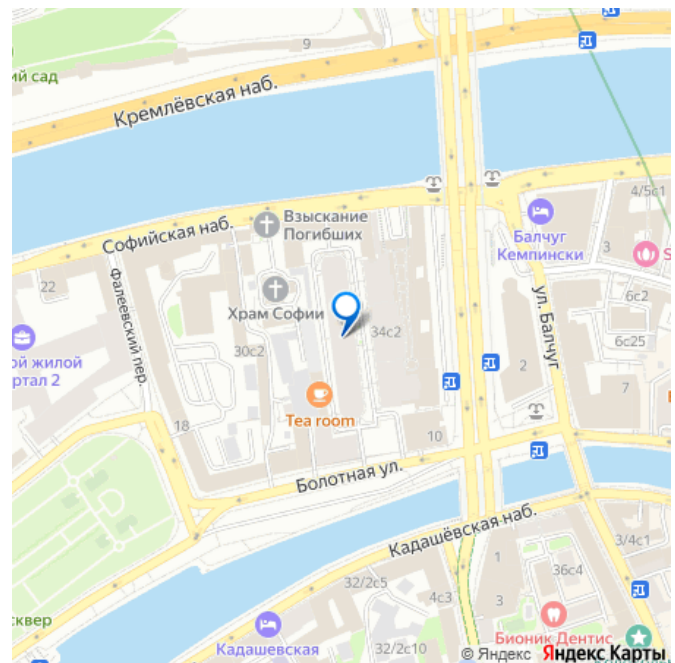 9
ий сад
Кремлёвская наб.
4/5с1
Взыскание
Погибших
Софийская наб.
Балчуг
Кемпински
3
S
22
Фалеевский пер.
Храм Софии
ул. Балчуг
6с2
34с2
6с25
ой жилой
ртал 2
30с2
2
7
Tea room
18
10
Болотная ул.
Кадашёвская наб.
3/4с1
1
32/2с5
36с4
4с3
3
сквер
Кадашевская
32/2с10
Бионик Дентис
© Яндекс Яндекс Карты